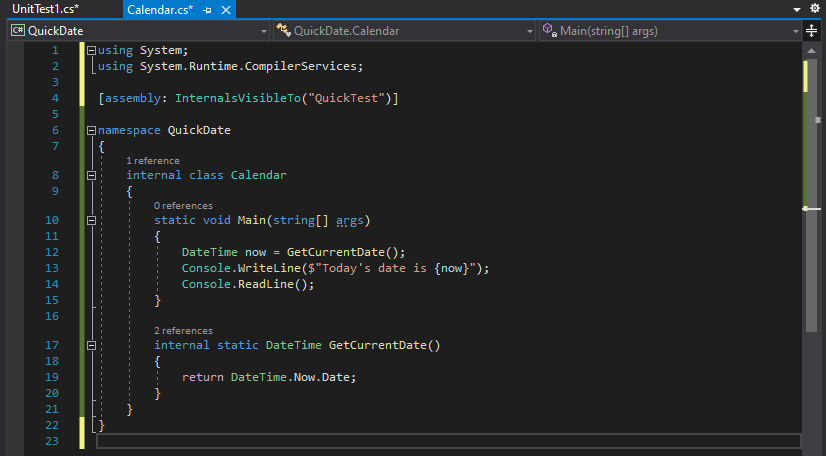 UnitTest1.cs*
Calendar.cs*
C# QuickDate
QuickDate.Calendar
Main(string[] args)
1 using System;
2 using System.Runtime.CompilerServices;
3
4 [assembly: InternalsVisibleTo("QuickTest")]
5
6 namespace QuickDate
7 {
1 reference
8 internal class Calendar
9 {
0 references
10 static void Main(string[] args)
11 {
12 DateTime now = GetCurrentDate();
13 Console.WriteLine($"Today's date is {now}");
14 Console.ReadLine();
15 }
16
2 references
17 internal static DateTime GetCurrentDate()
18 {
19 return DateTime.Now.Date;
20 }
21 }
22 }
23